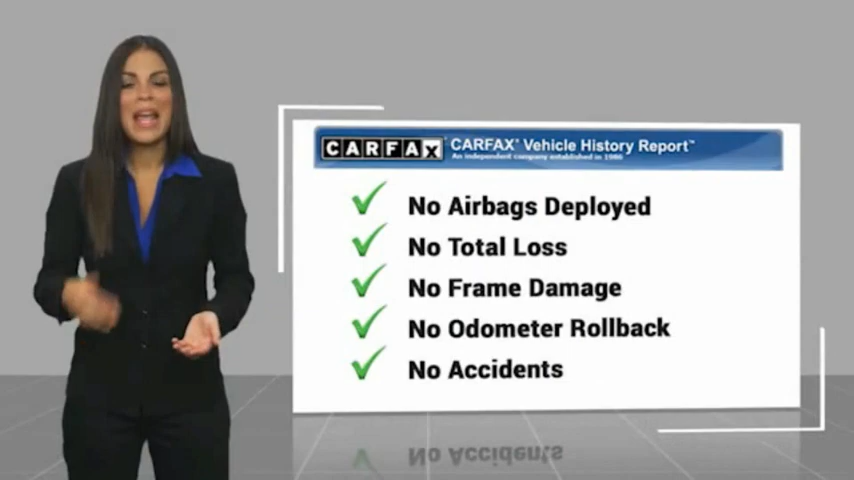 CARFAX CARFAX® Vehicle History Report™
An independent company established in 1986
No Airbags Deployed
No Total Loss
No Frame Damage
No Odometer Rollback
No Accidents
No Accidents